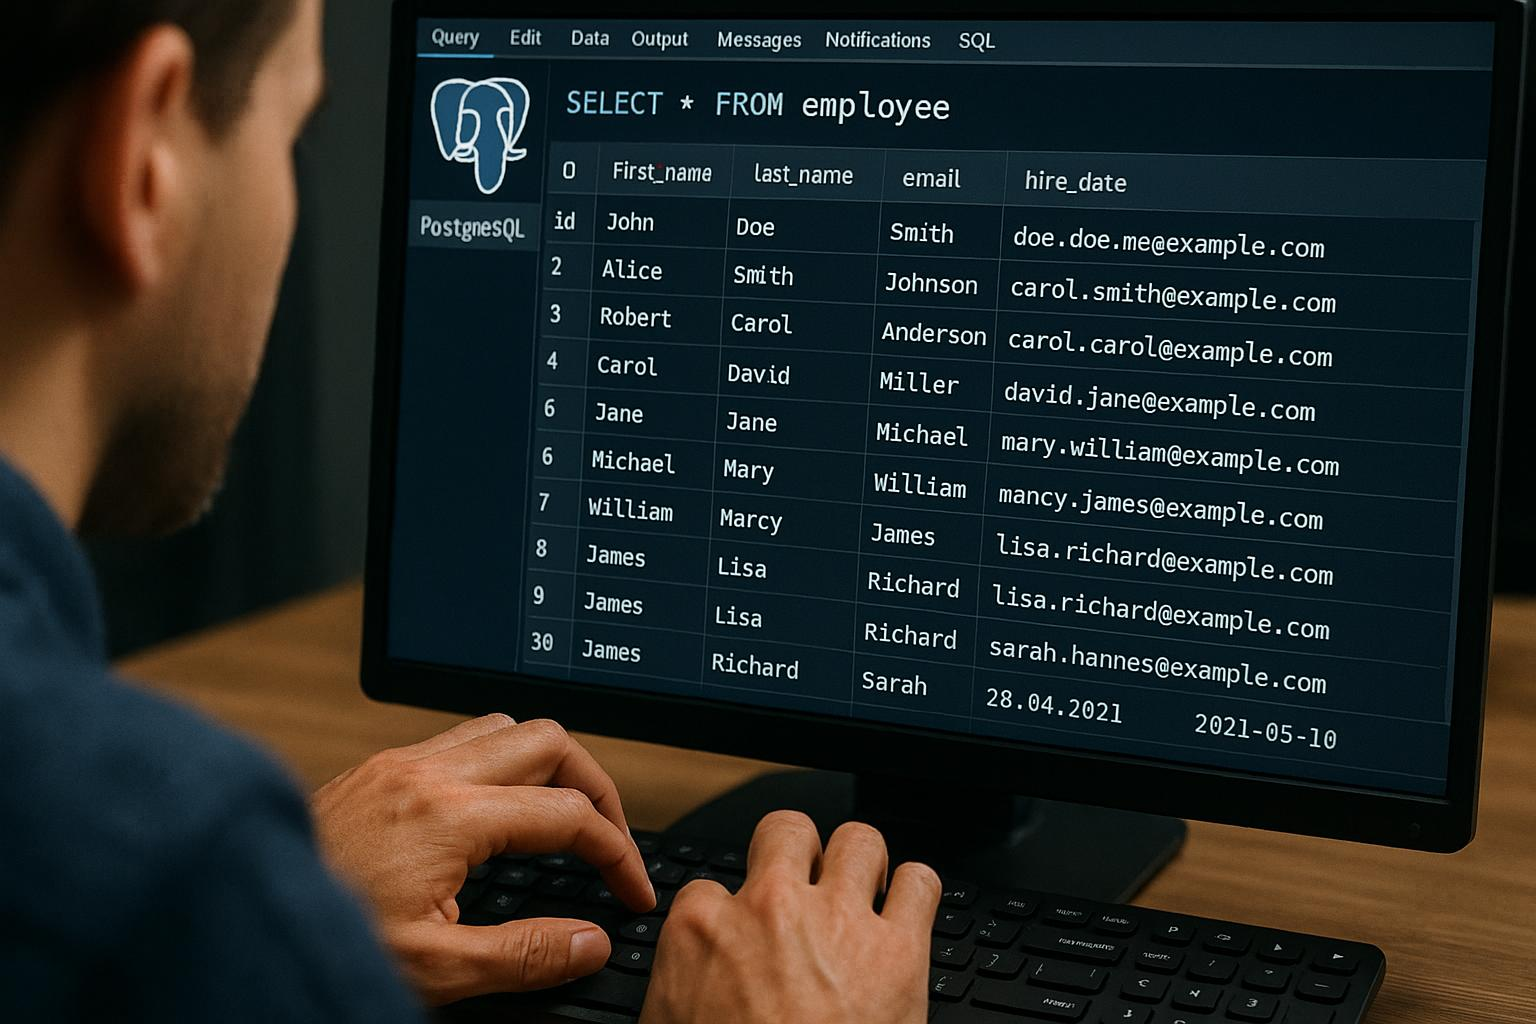 Query Edit Data Output Messages Notifications SQL
SELECT * FROM employee
PostgnesQL
O First_name last_name email hire_date
id John Doe Smith doe.doe.me@example.com
2 Alice Smith Johnson carol.smith@example.com
3 Robert Carol Anderson carol.carol@example.com
4 Carol David Miller david.jane@example.com
6 Jane Jane Michael mary.william@example.com
6 Michael Mary William mancy.james@example.com
7 William Marcy James lisa.richard@example.com
8 James Lisa Richard lisa.richard@example.com
9 James Lisa Richard sarah.hannes@example.com
30 James Richard Sarah 28.04.2021 2021-05-10